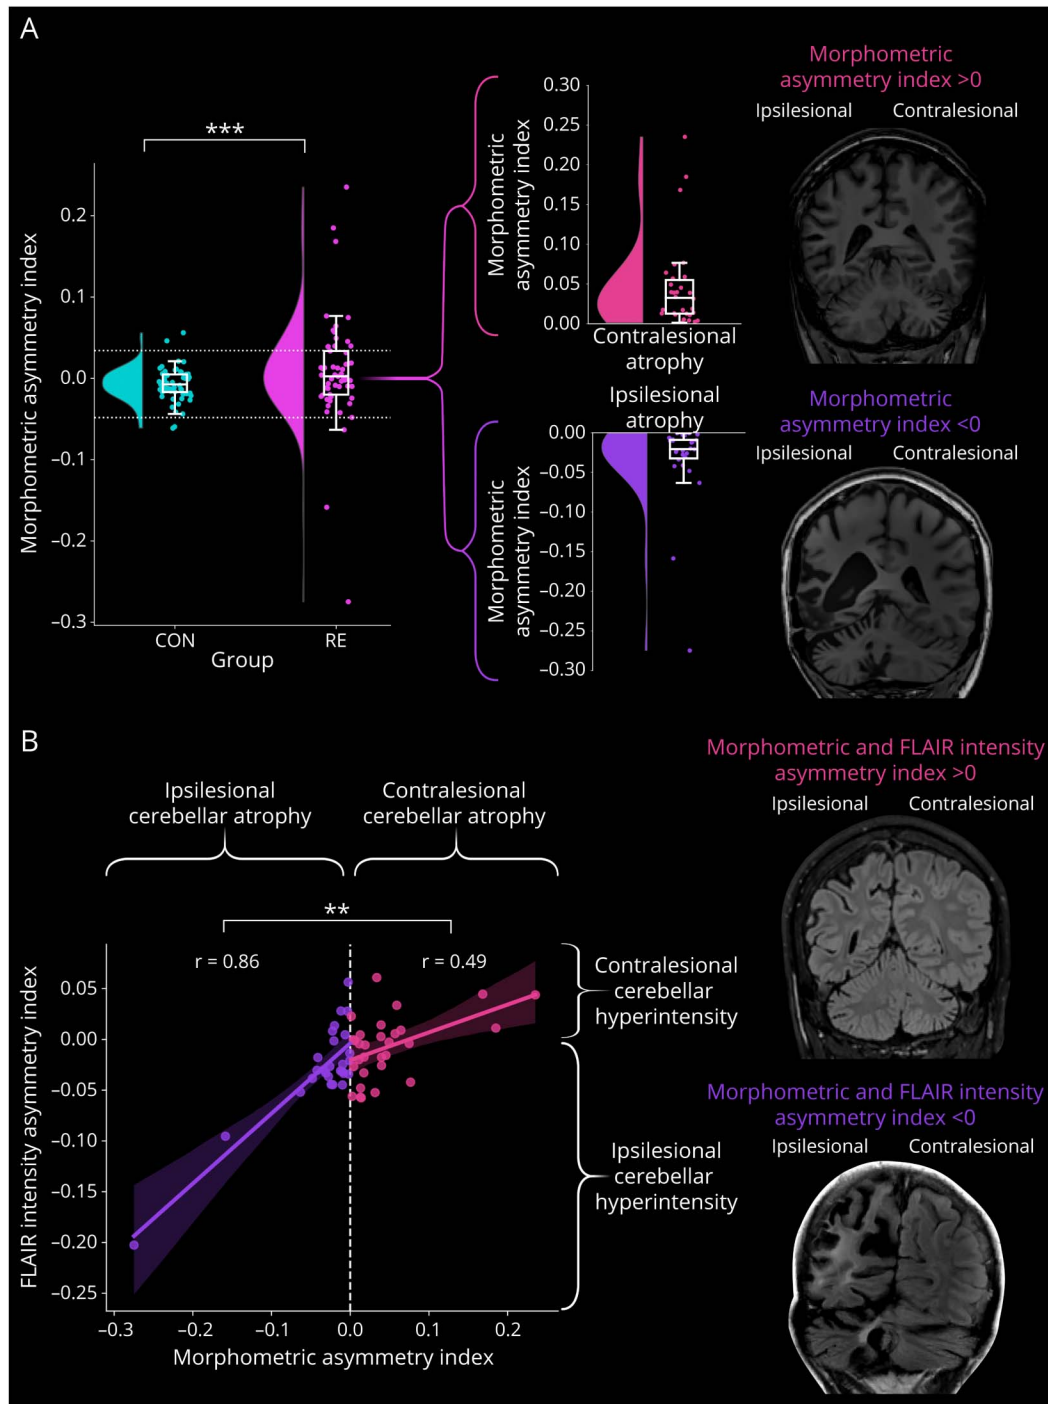 A
***
Morphometric asymmetry index
0.2
0.1
0.0
–0.1
–0.2
–0.3
CON
RE
Group
Morphometric
asymmetry index
0.30
0.25
0.20
0.15
0.10
0.05
0.00
Contralesional
atrophy
Ipsilesional
atrophy
Morphometric
asymmetry index
0.00
–0.05
–0.10
–0.15
–0.20
–0.25
–0.30
Morphometric
asymmetry index >0
Ipsilesional Contralesional
Morphometric
asymmetry index <0
Ipsilesional Contralesional
B
Ipsilesional
cerebellar atrophy
Contralesional
cerebellar atrophy
**
r = 0.86
r = 0.49
FLAIR intensity asymmetry index
0.05
0.00
–0.05
–0.10
–0.15
–0.20
–0.25
–0.3
–0.2
–0.1
0.0
0.1
0.2
Morphometric asymmetry index
Contralesional
cerebellar
hyperintensity
Ipsilesional
cerebellar
hyperintensity
Morphometric and FLAIR intensity
asymmetry index >0
Ipsilesional Contralesional
Morphometric and FLAIR intensity
asymmetry index <0
Ipsilesional Contralesional